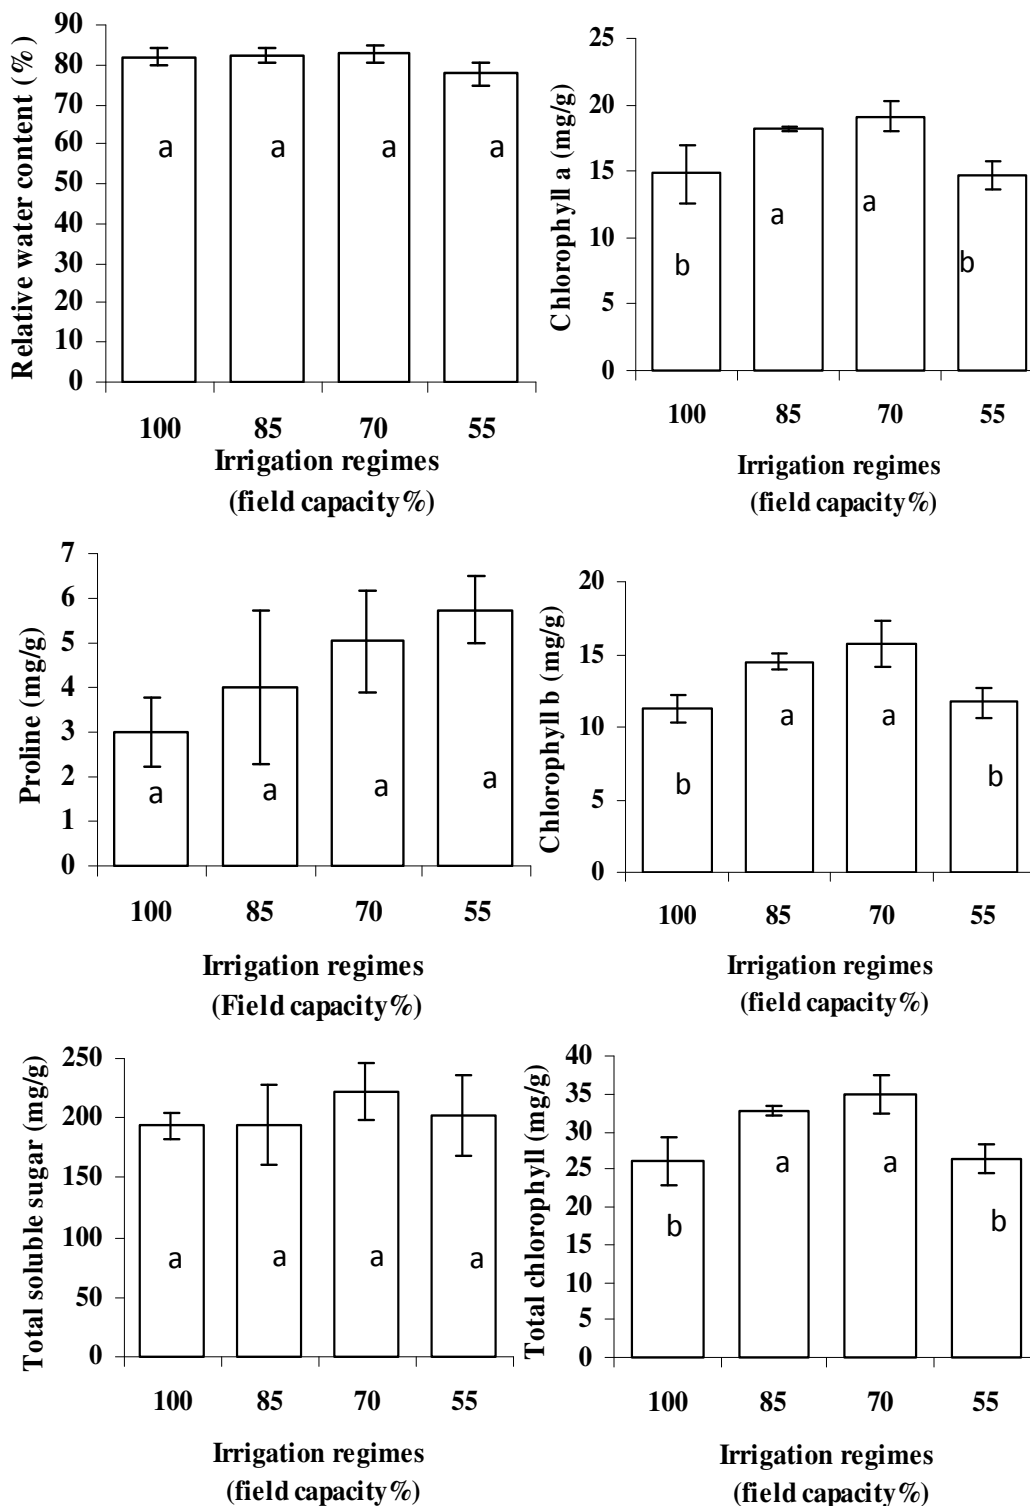 Relative water content (%)
90
80
70
60
50
40
30
20
10
0
a a a a
100 85 70 55
Irrigation regimes
(field capacity%)
Chlorophyll a (mg/g)
25
20
15
10
5
0
b a a b
100 85 70 55
Irrigation regimes
(field capacity%)
Proline (mg/g)
7
6
5
4
3
2
1
0
a a a a
100 85 70 55
Irrigation regimes
(Field capacity%)
Chlorophyll b (mg/g)
20
15
10
5
0
b a a b
100 85 70 55
Irrigation regimes
(field capacity%)
Total soluble sugar (mg/g)
250
200
150
100
50
0
a a a a
100 85 70 55
Irrigation regimes
(field capacity%)
Total chlorophyll (mg/g)
40
35
30
25
20
15
10
5
0
b a a b
100 85 70 55
Irrigation regimes
(field capacity%)